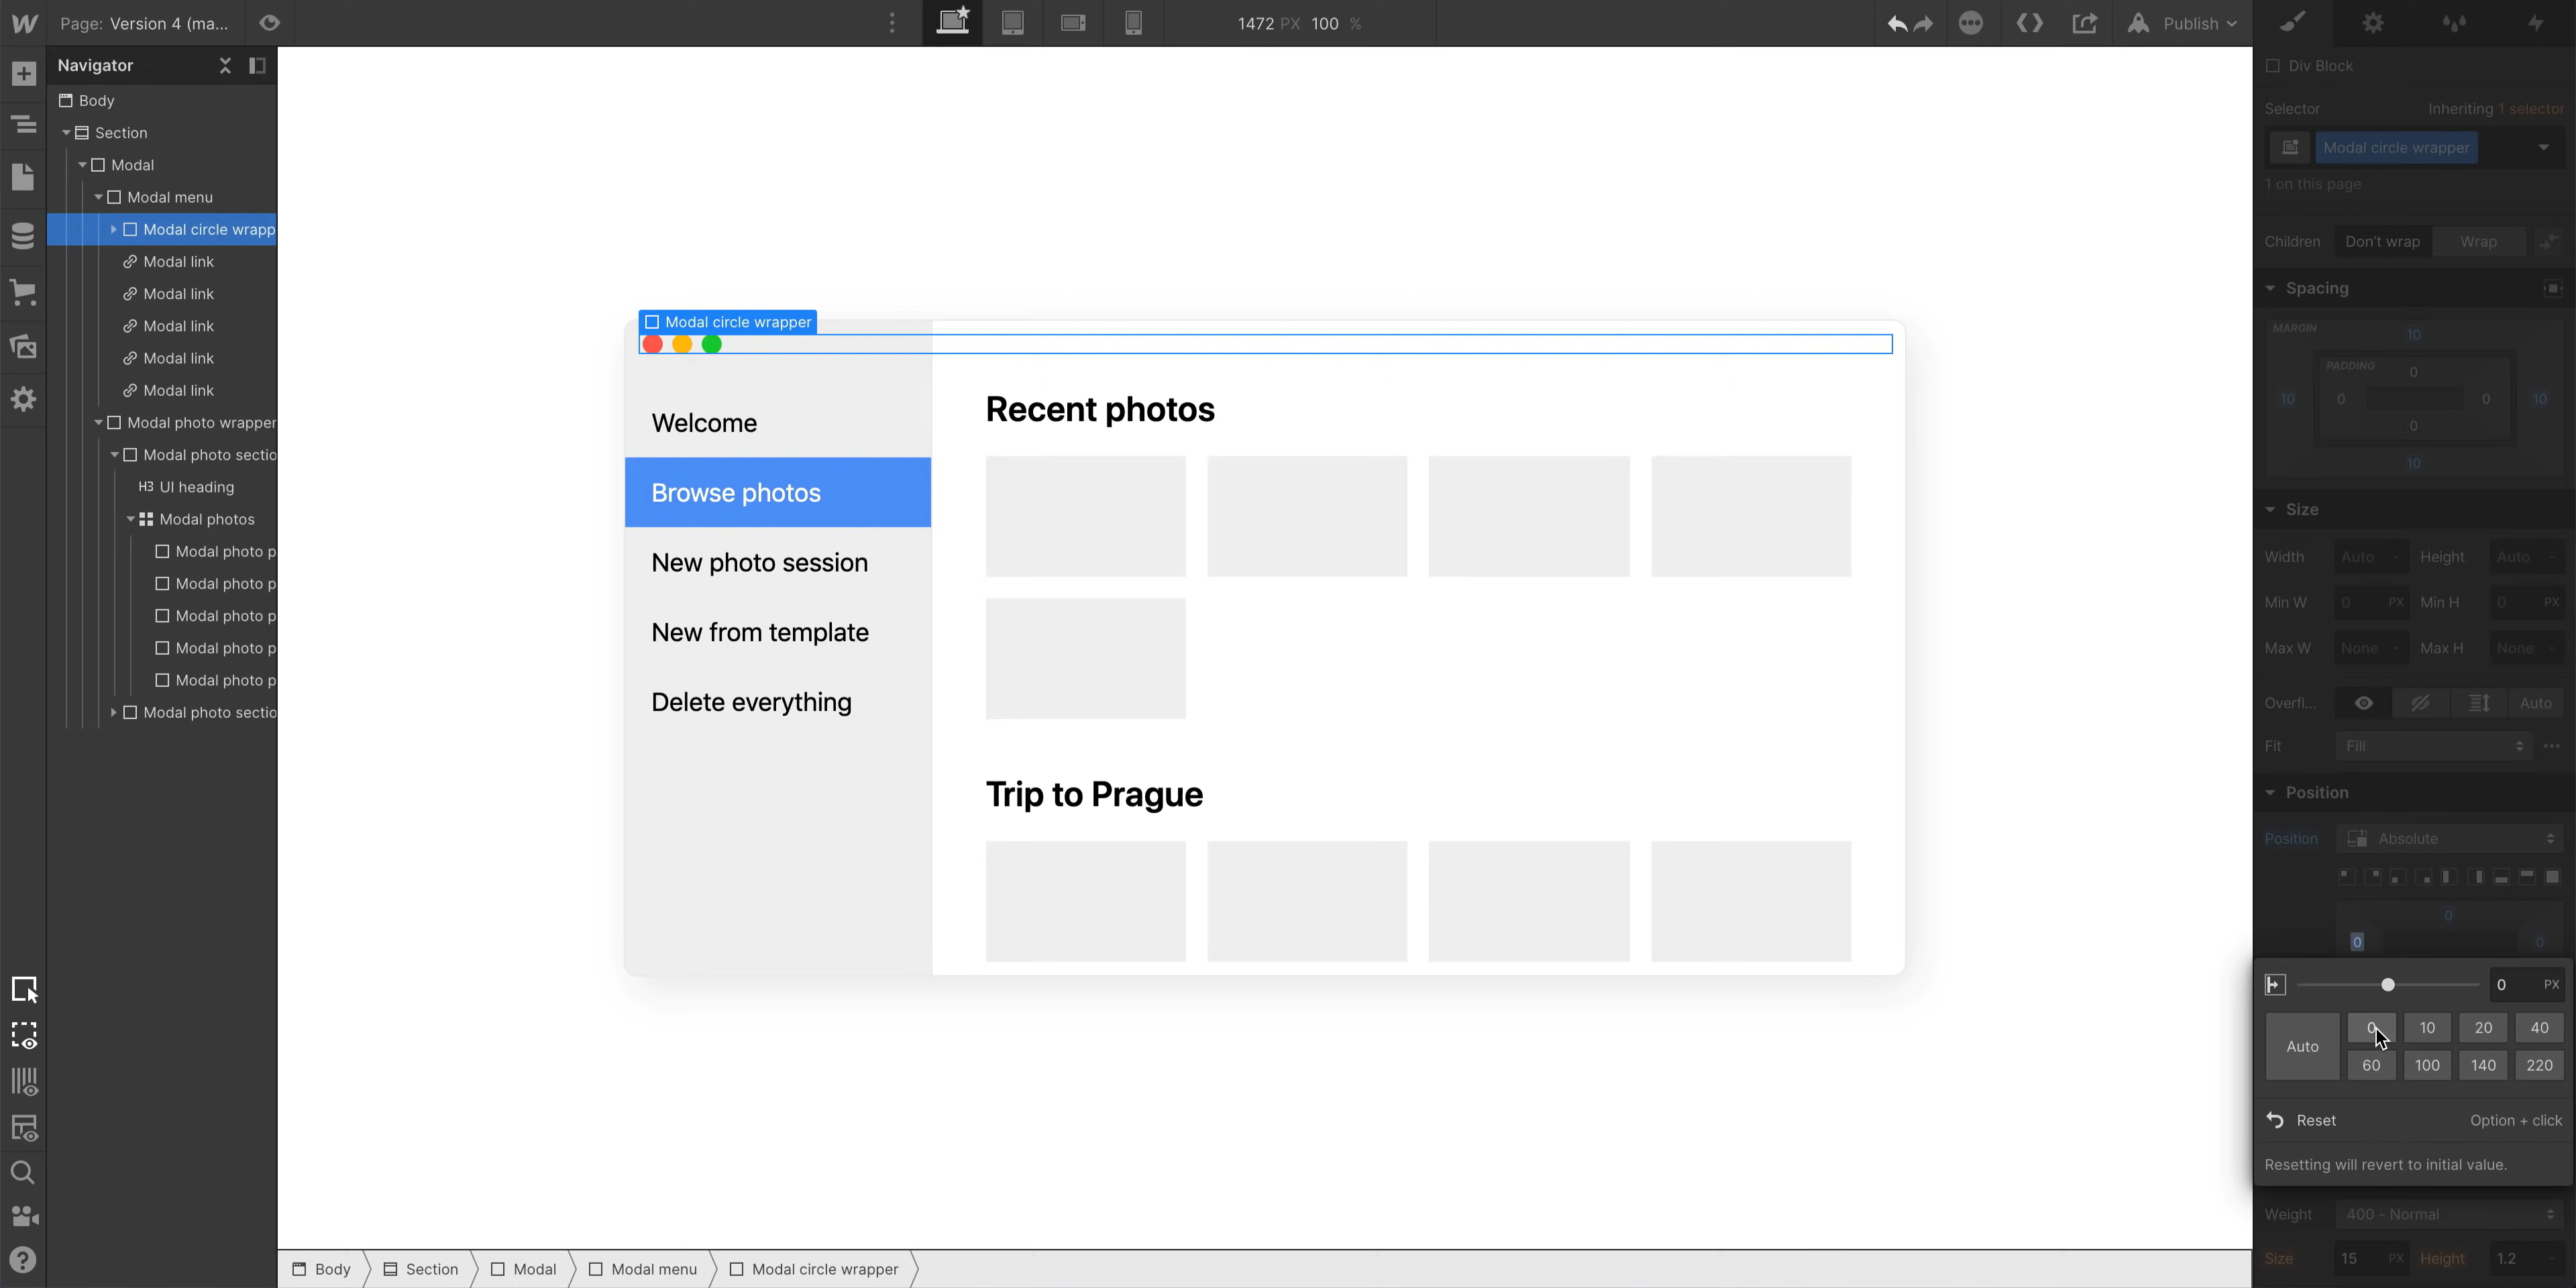 Page: Version 4 (ma...
1472 PX 100 %
Publish
Navigator
Body
Section
Modal
Modal menu
Modal circle wrapp
Modal link
Modal link
Modal link
Modal link
Modal link
Modal photo wrapper
Modal photo sectio
H3 UI heading
Modal photos
Modal photo p
Modal photo p
Modal photo p
Modal photo p
Modal photo p
Modal photo sectio
Modal circle wrapper
Welcome
Browse photos
New photo session
New from template
Delete everything
Recent photos
Trip to Prague
Div Block
Selector Inheriting 1 selector
Modal circle wrapper
1 on this page
Children Don't wrap Wrap
Spacing
MARGIN
10
PADDING
0
10 0 0 10
0
10
Size
Width Auto - Height Auto -
Min W 0 PX Min H 0 PX
Max W None - Max H None -
Overfl... Auto
Fit Fill
Position
Position Absolute
0
0 0
0 PX
Auto
0 10 20 40
60 100 140 220
Reset Option + click
Resetting will revert to initial value.
Weight 400 - Normal
Size 15 PX Height 1.2 -
Body Section Modal Modal menu Modal circle wrapper